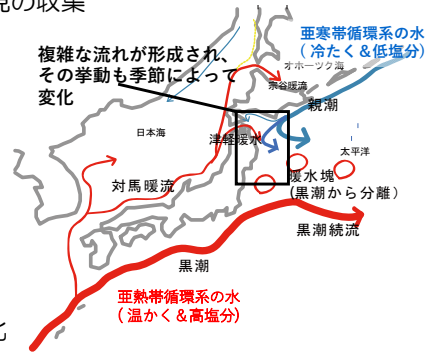 の収集
亜寒帯循環系の水
（冷たく＆低塩分）
複雑な流れが形成され、
その挙動も季節によって
変化
オホーツク海
宗谷暖流
親潮
日本海
津軽暖水
太平洋
対馬暖流
暖水塊
（黒潮から分離）
黒潮続流
黒潮
亜熱帯循環系の水
（温かく＆高塩分）